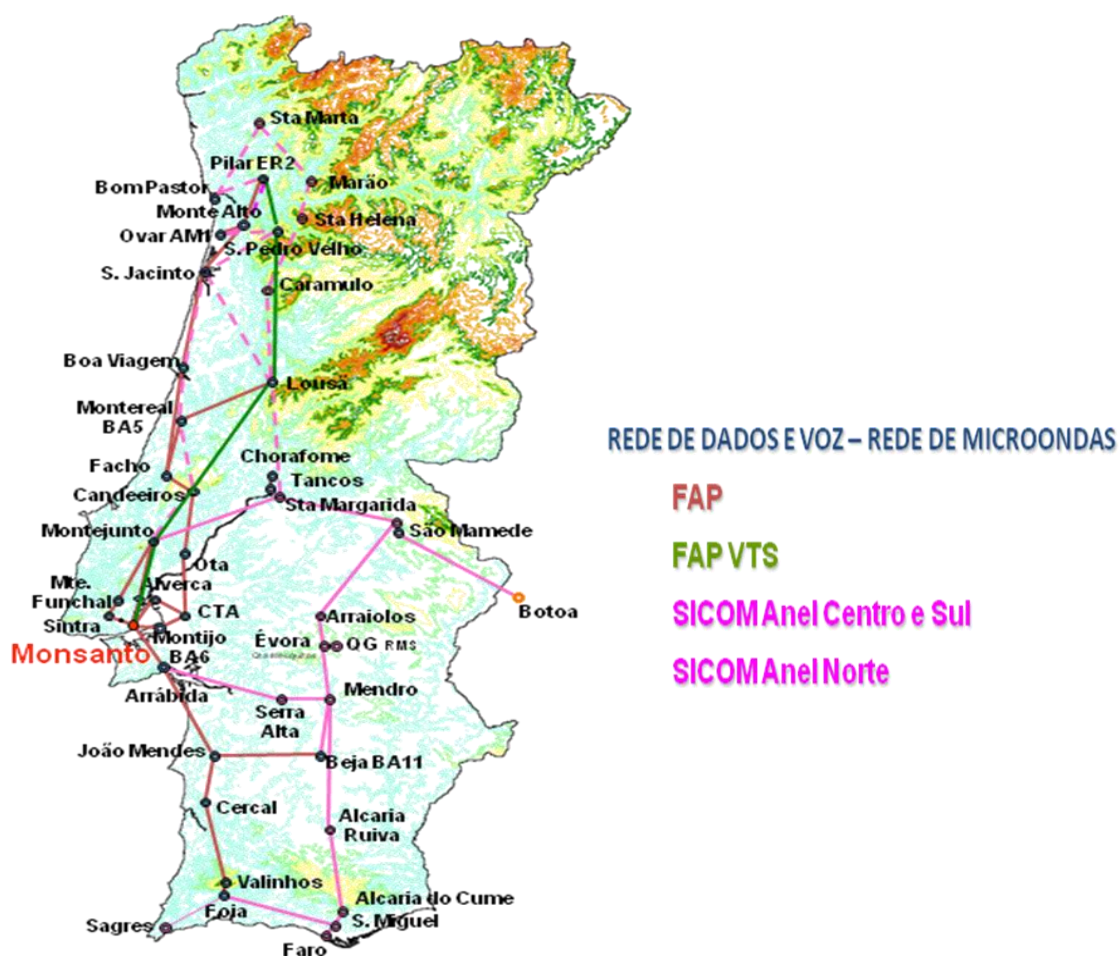 Sta Marta
Pilar ER2
Bom Pastor
Marão
Monte Alto
Sta Helena
Ovar AM1
S. Pedro Velho
S. Jacinto
Caramulo
Boa Viagem
Lousã
Montereal
BA5
REDE DE DADOS E VOZ – REDE DE MICROONDAS
Chorafome
Facho
Tancos
Candeeiros
FAP
Sta Margarida
Montejunto
São Mamede
FAP VTS
Ota
Mte.
Alverca
Funchal
CTA
Botoa
Sintra
Arraiolos
SICOM Anel Centro e Sul
Montijo
BA6
Évora
QG RMS
Monsanto
SICOM Anel Norte
Arrábida
Mendro
Serra
Alta
João Mendes
Beja BA11
Cercal
Alcaria
Ruiva
Valinhos
Alcaria do Cume
Foia
S. Miguel
Sagres
Faro